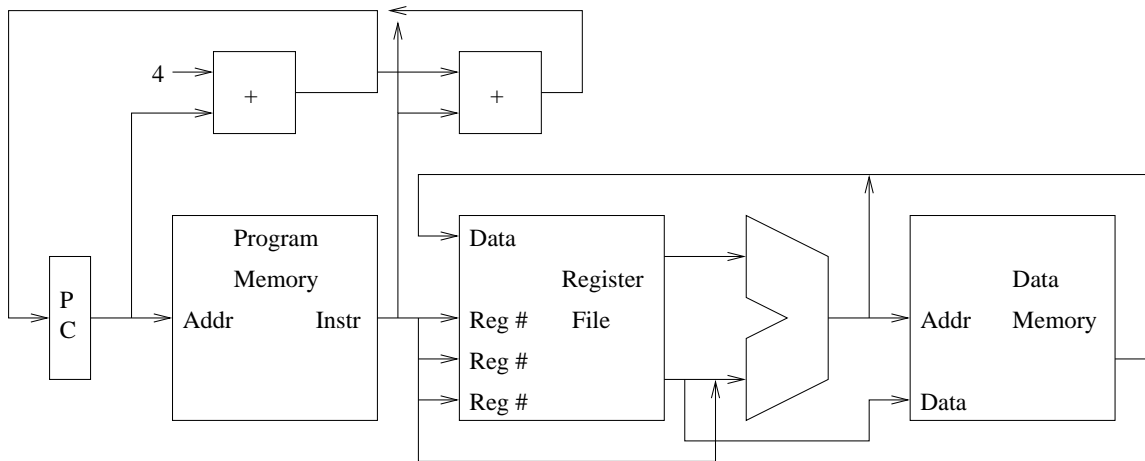 4
+
+
Program
Memory
Addr
Instr
P
C
Data
Register
File
Reg #
Reg #
Reg #
Data
Memory
Addr
Data